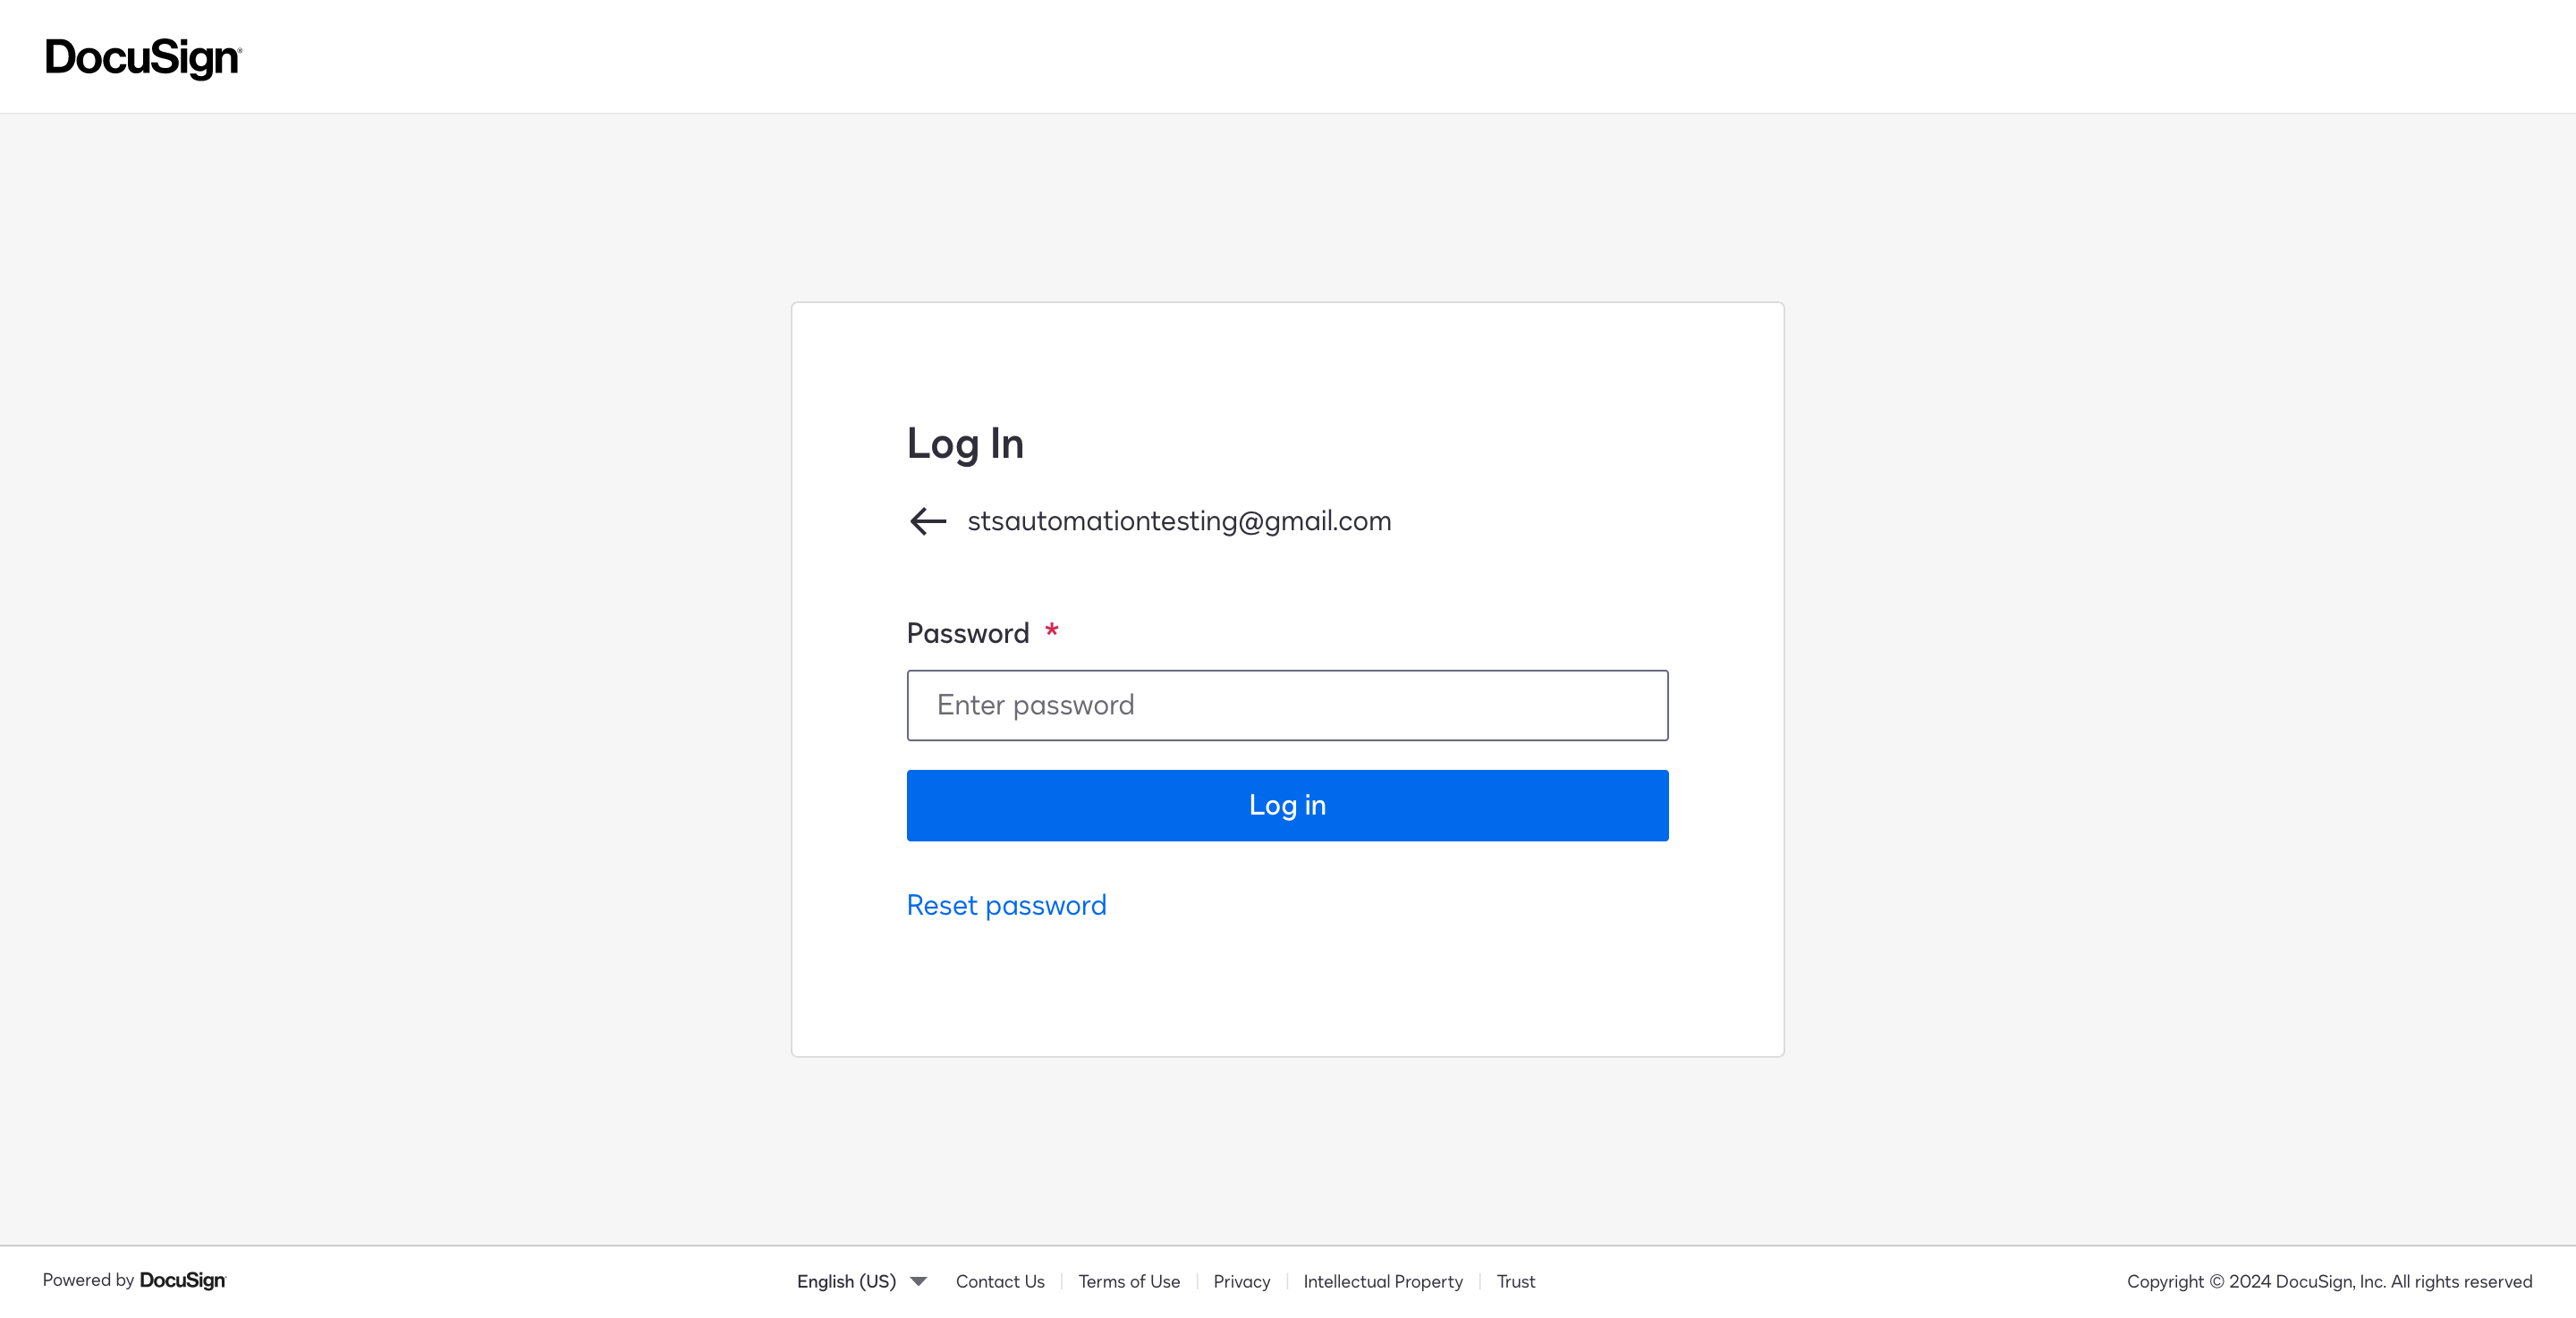 DocuSign®
Log In
stsautomationtesting@gmail.com
Password *
Enter password
Log in
Reset password
Powered by DocuSign
English (US) Contact Us Terms of Use Privacy Intellectual Property Trust
Copyright © 2024 DocuSign, Inc. All rights reserved